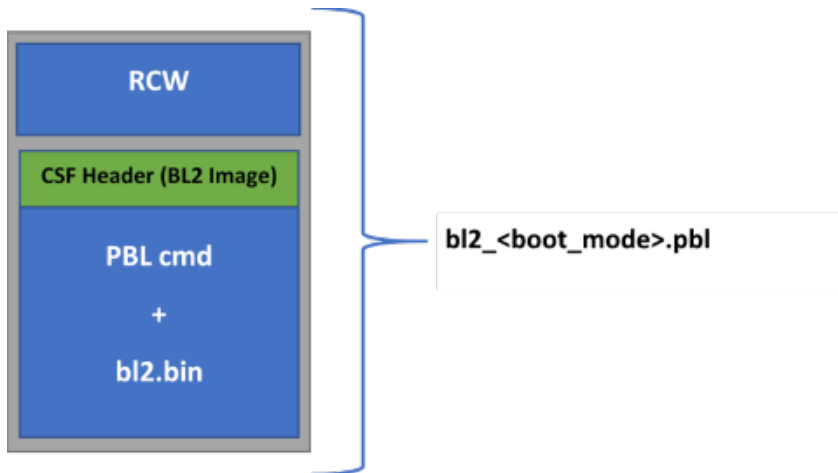 RCW
CSF Header (BL2 Image)
PBL cmd
+
bl2.bin
bl2_<boot_mode>.pbl